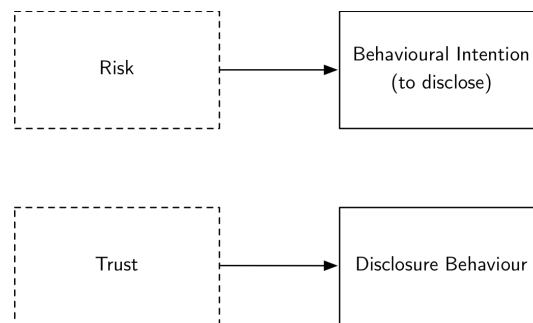 Risk
Behavioural Intention
(to disclose)
Trust
Disclosure Behaviour